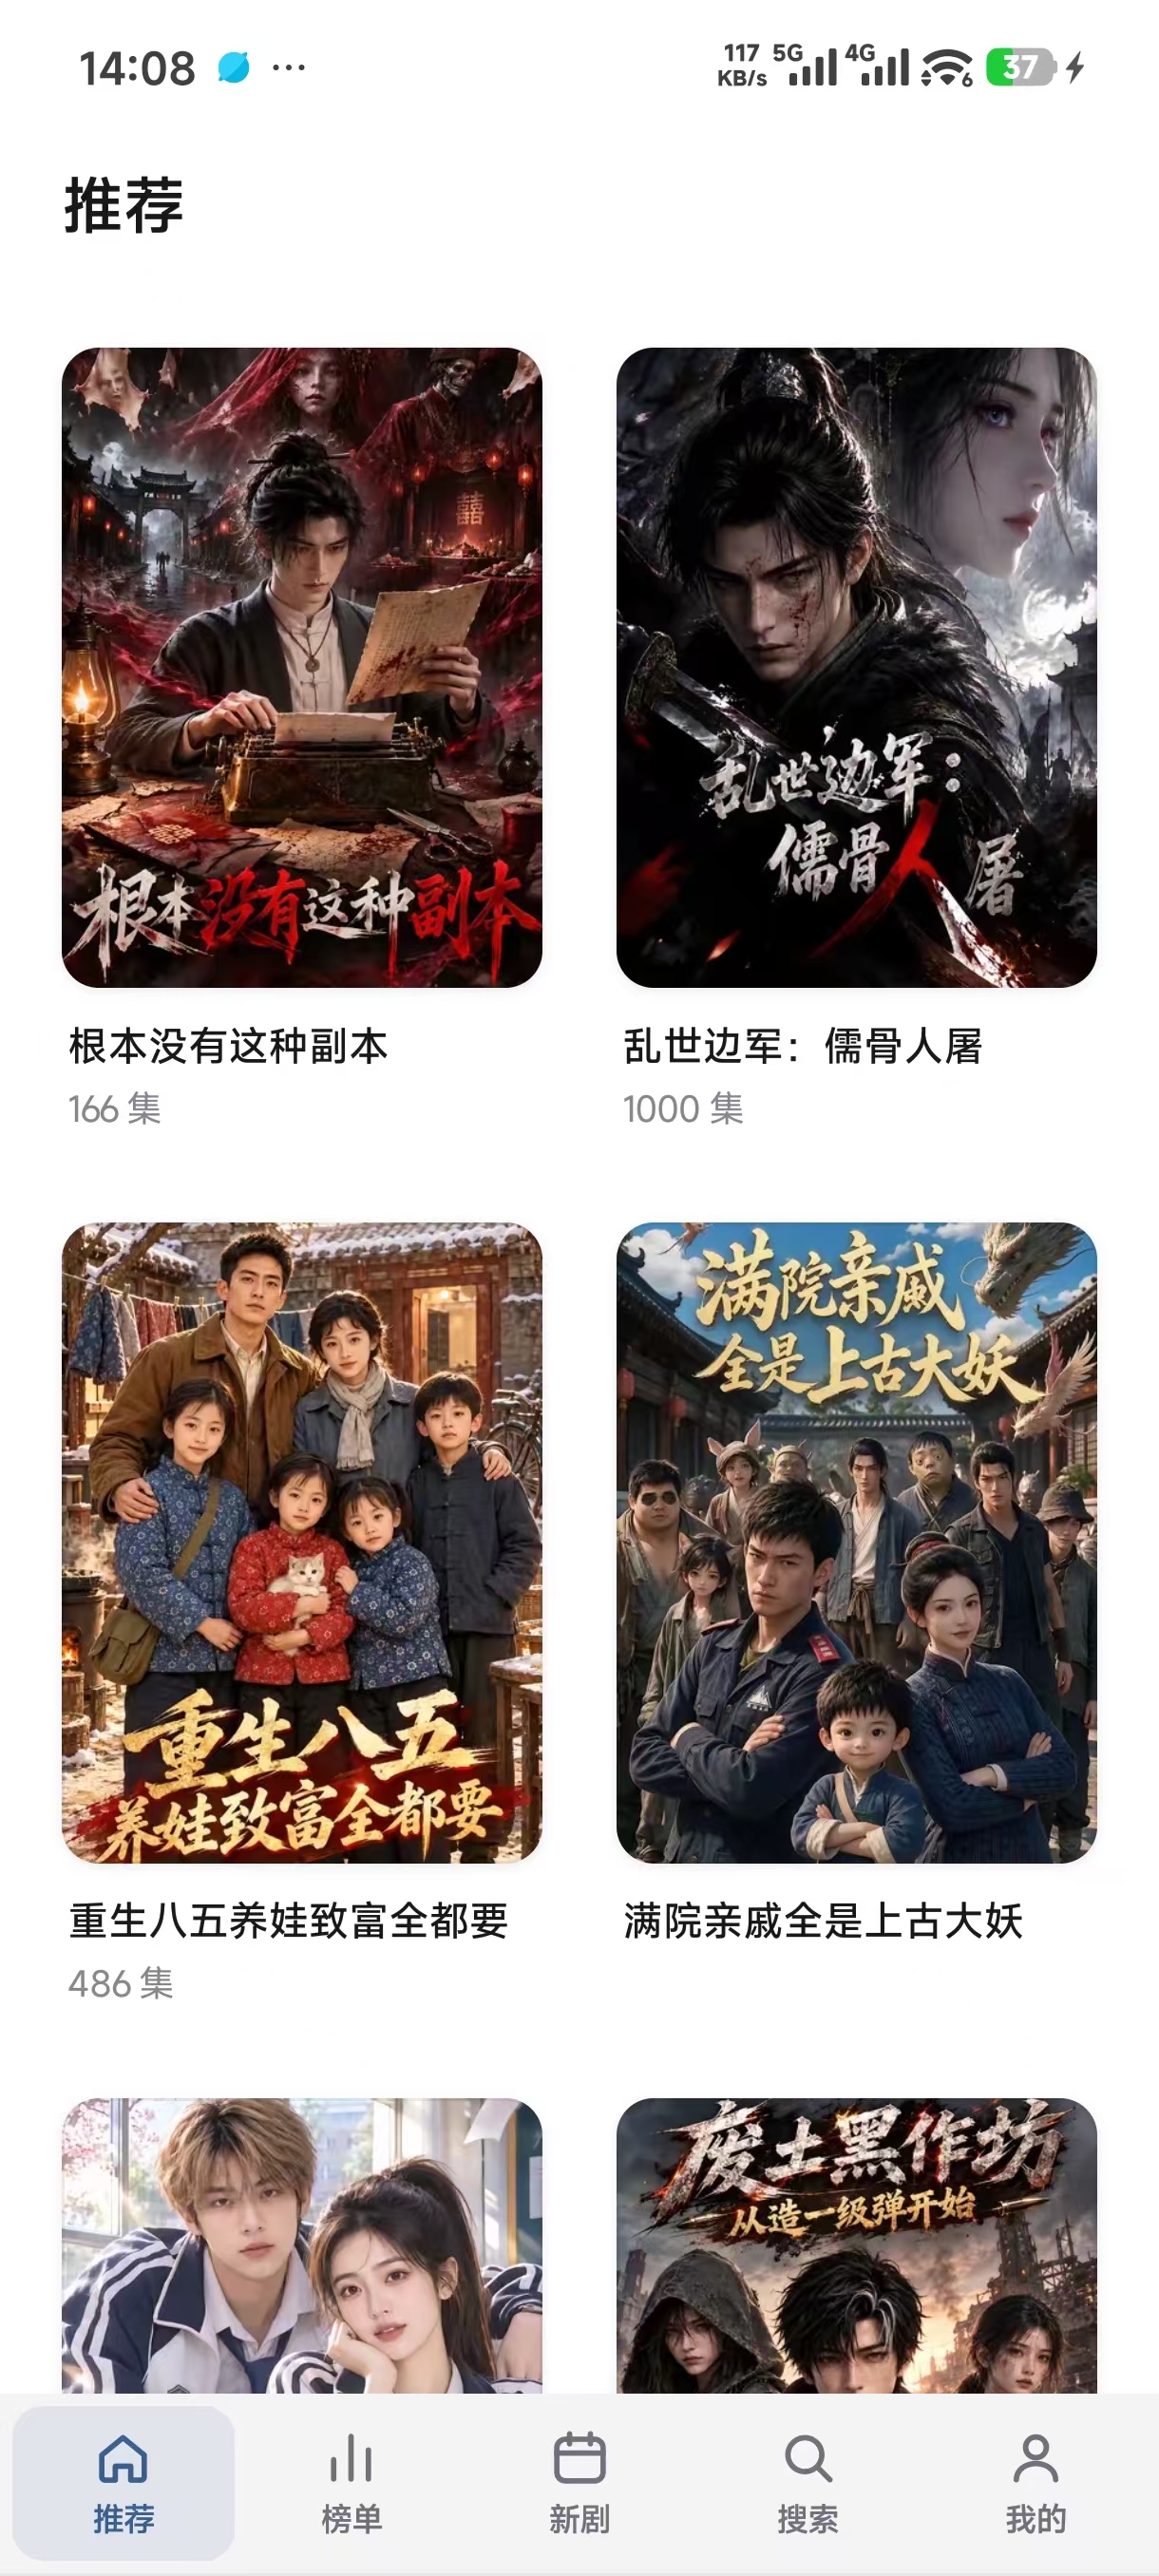 14:08
117 KB/s 5G 4G 6 37
推荐
囍
根本没有这种副本
乱世边军：
儒骨人屠
根本没有这种副本
乱世边军：儒骨人屠
166 集
1000 集
重生八五
养娃致富全都要
满院亲戚
全是上古大妖
重生八五养娃致富全都要
满院亲戚全是上古大妖
486 集
废土黑作坊
从造一级弹开始
推荐
榜单
新剧
搜索
我的